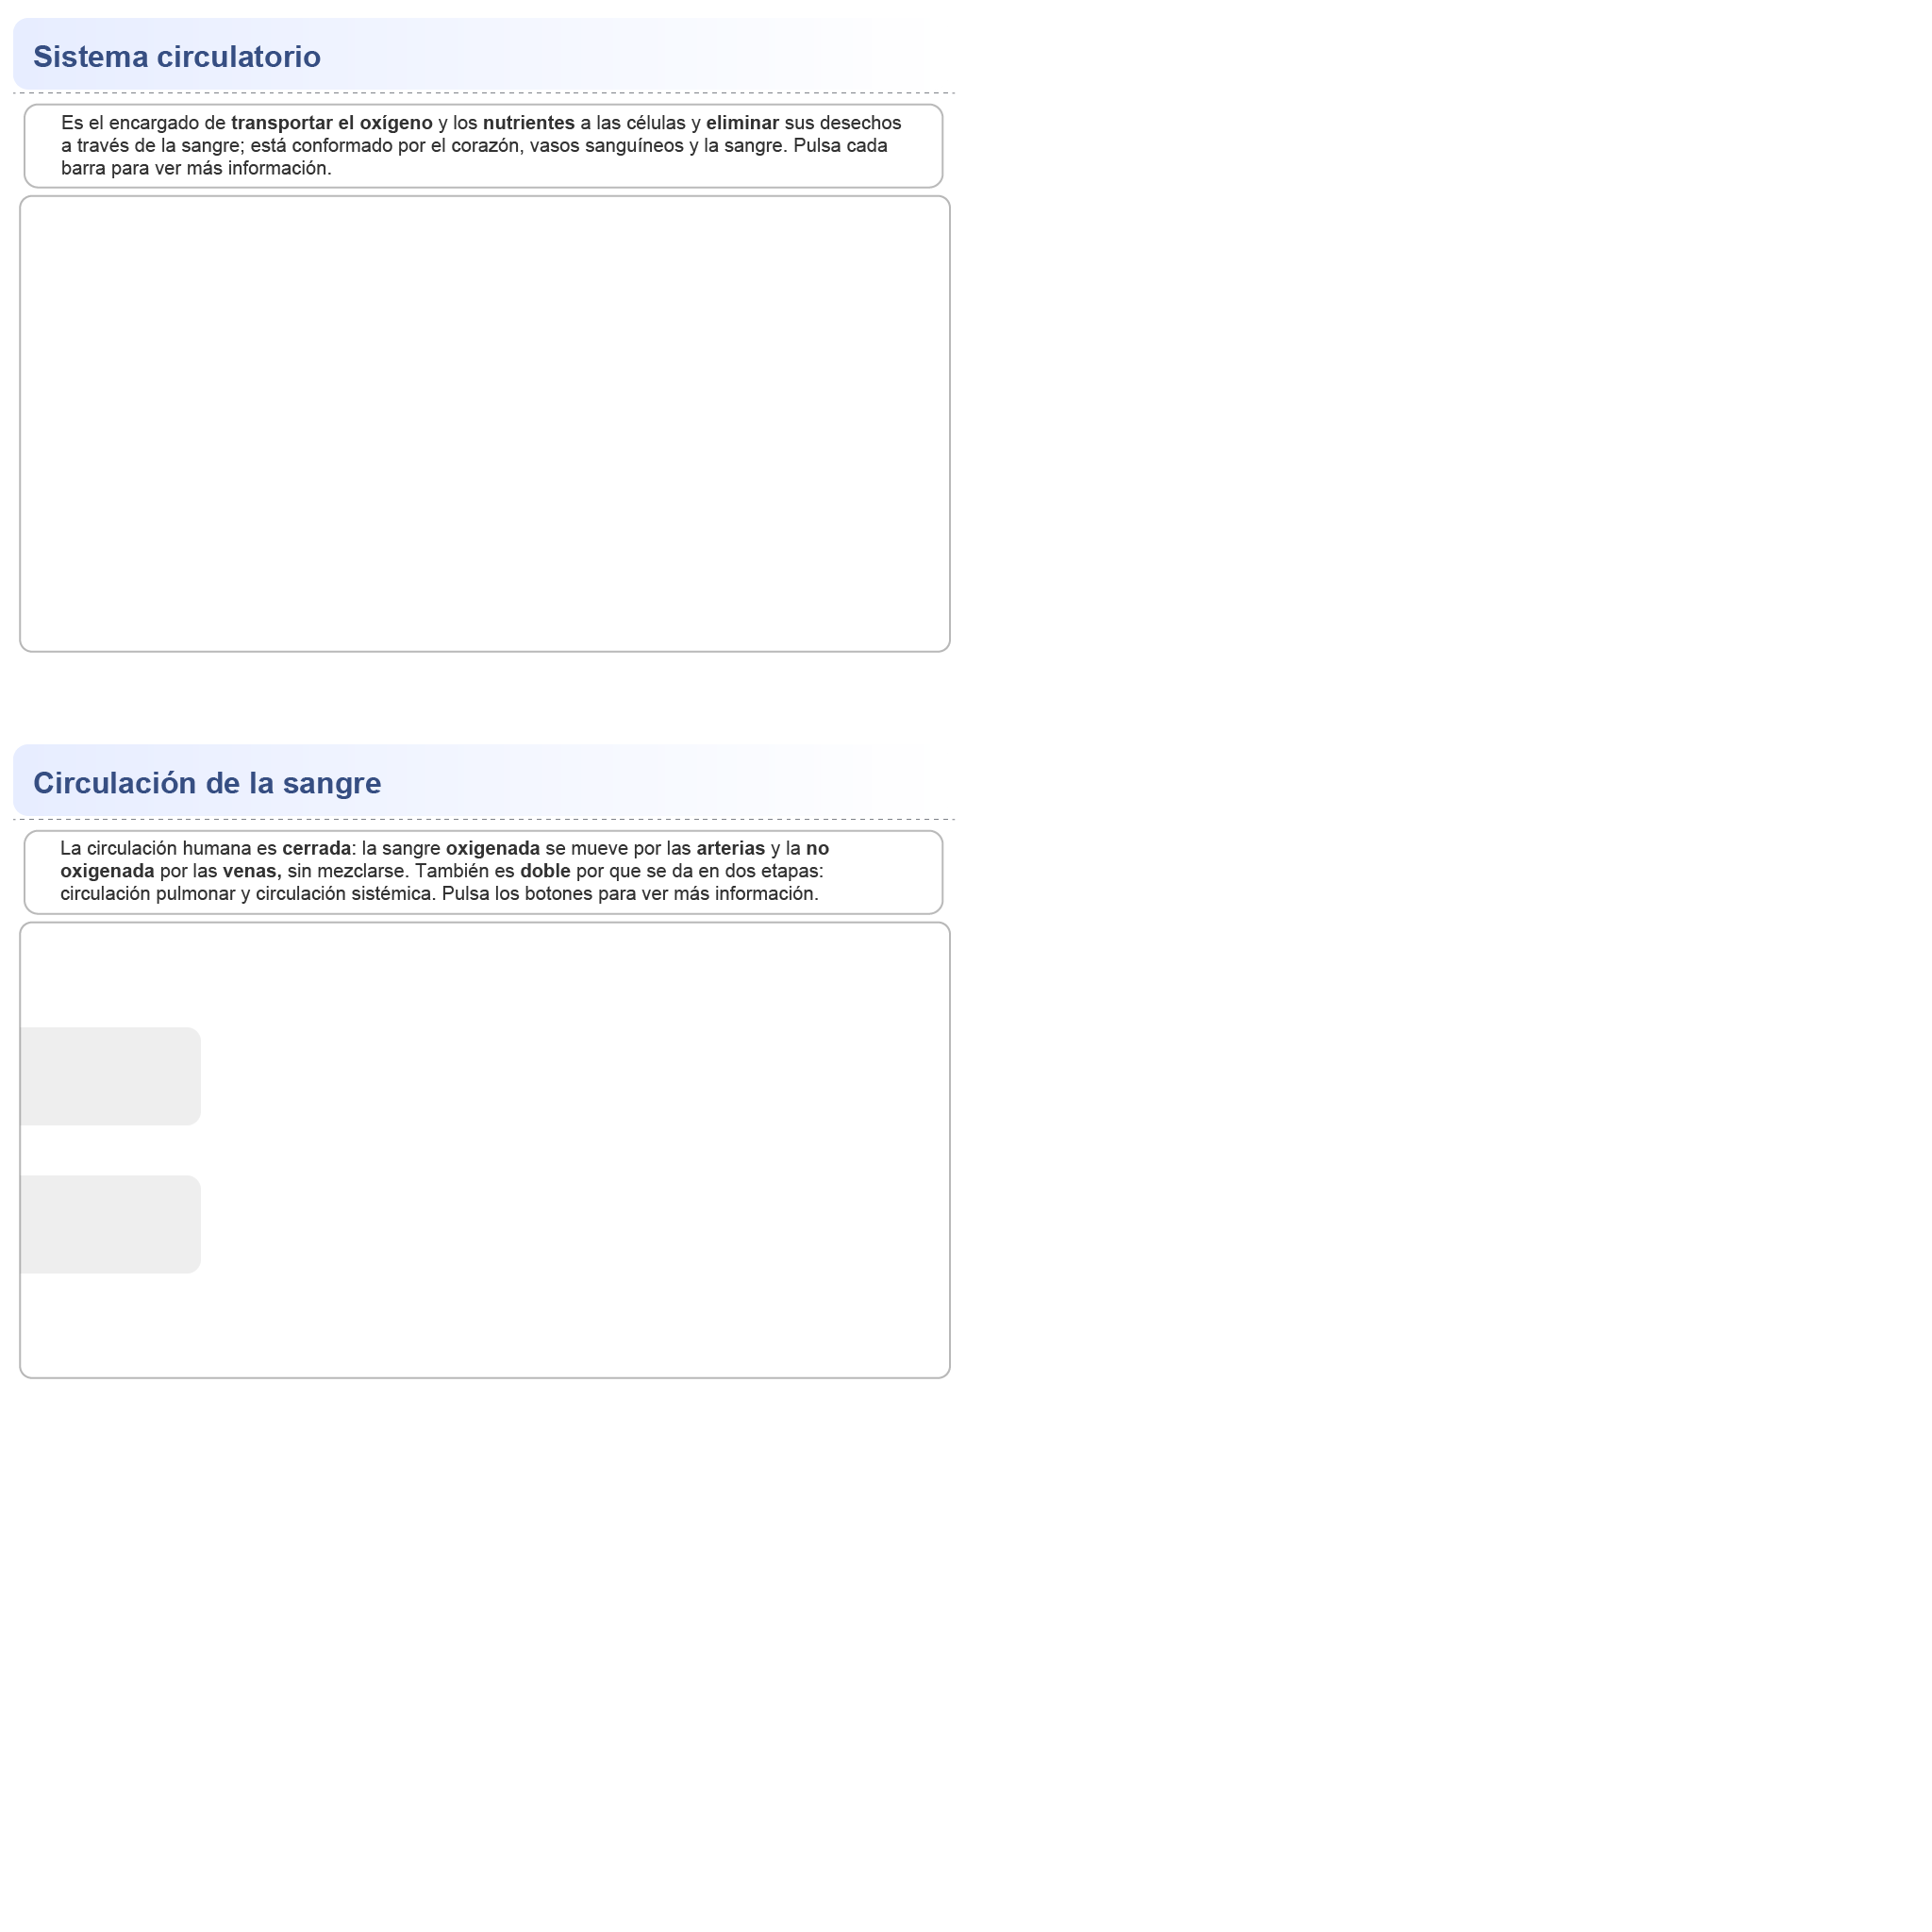 Sistema circulatorio
Es el encargado de transportar el oxígeno y los nutrientes a las células y eliminar sus desechos
a través de la sangre; está conformado por el corazón, vasos sanguíneos y la sangre. Pulsa cada
barra para ver más información.
Circulación de la sangre
La circulación humana es cerrada: la sangre oxigenada se mueve por las arterias y la no
oxigenada por las venas, sin mezclarse. También es doble por que se da en dos etapas:
circulación pulmonar y circulación sistémica. Pulsa los botones para ver más información.